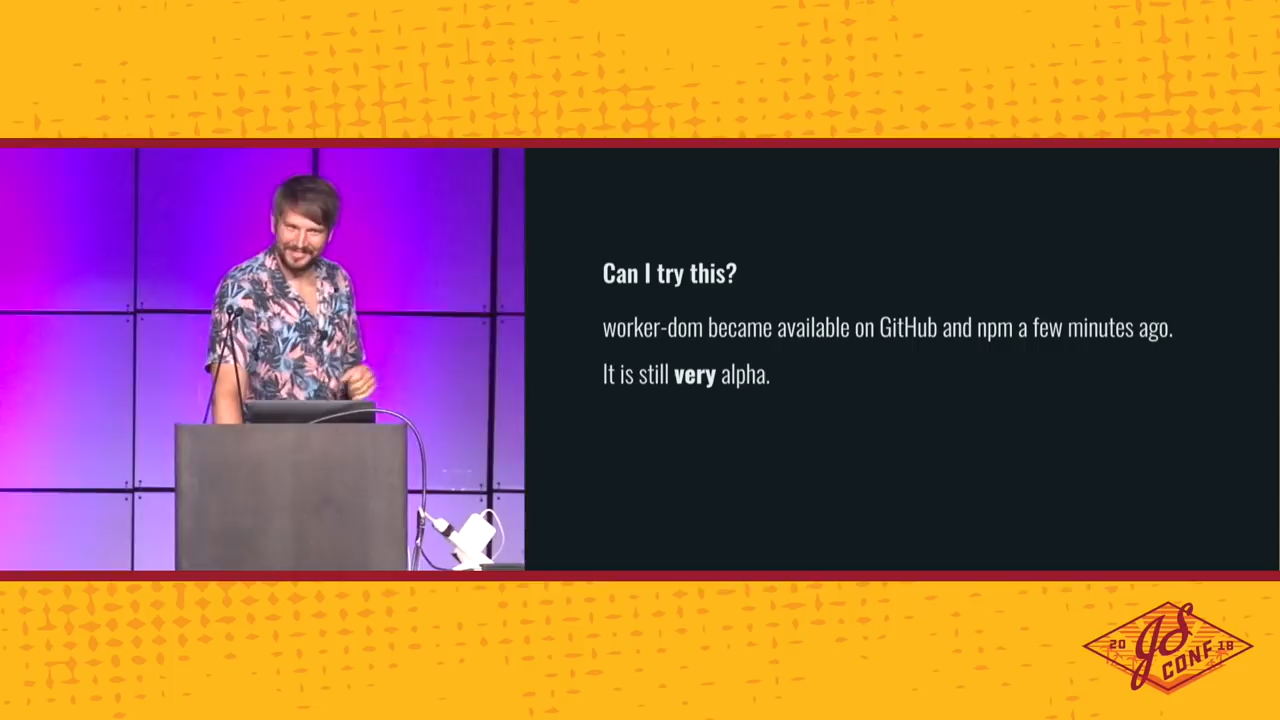 Can I try this?
worker-dom became available on GitHub and npm a few minutes ago.
It is still very alpha.
20 JS CONF 18